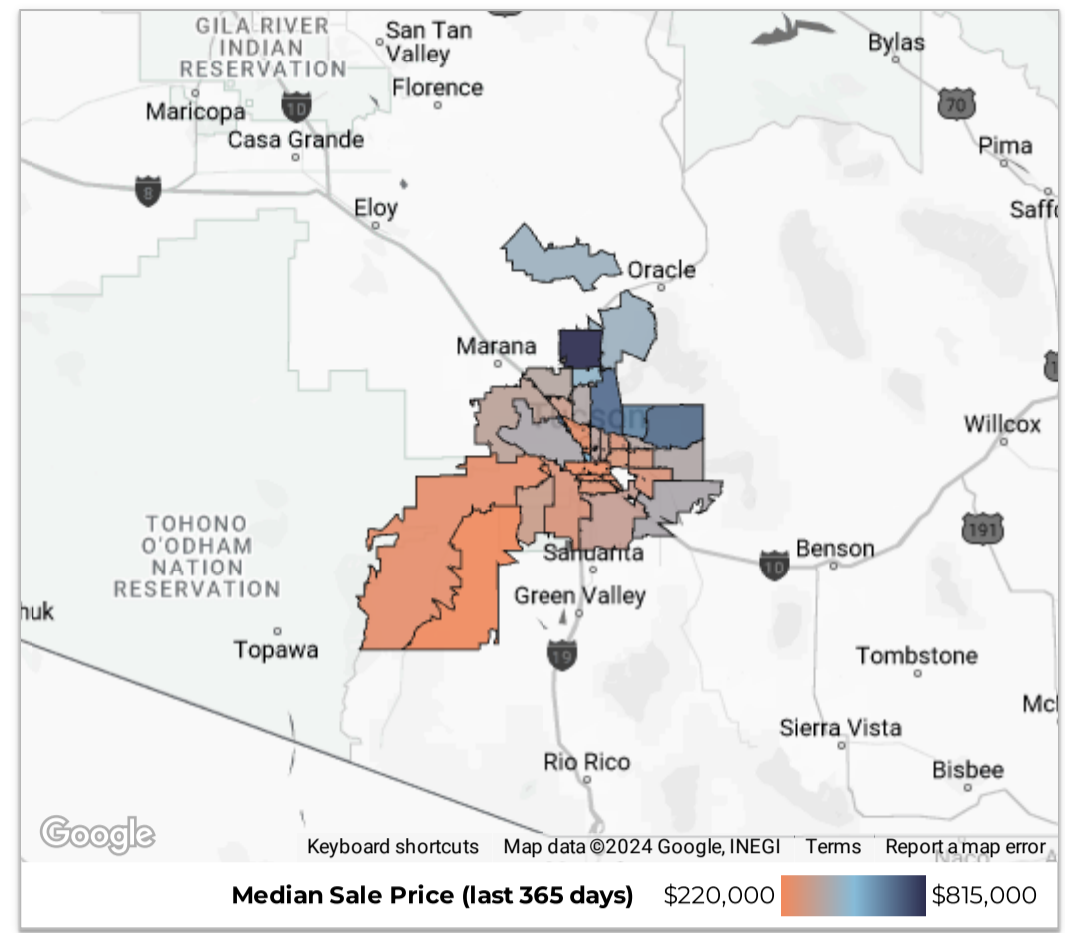 GILA RIVER
INDIAN
RESERVATION
San Tan
Valley
Bylas
Florence
Maricopa
10
70
Casa Grande
Pima
8
Eloy
Oracle
Marana
Tucson
Willcox
TOHONO
O'ODHAM
NATION
RESERVATION
191
Sahuarita
Benson
10
Green Valley
Topawa
19
Tombstone
Sierra Vista
Rio Rico
Bisbee
Google
Keyboard shortcuts Map data ©2024 Google, INEGI Terms Report a map error
Naco
Median Sale Price (last 365 days) $220,000 $815,000